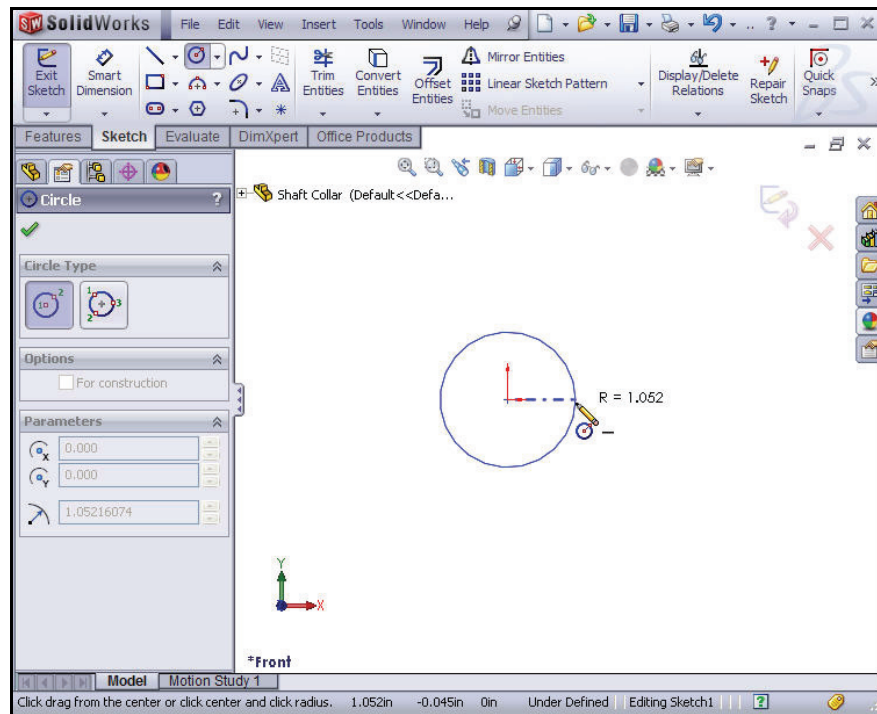 SolidWorks File Edit View Insert Tools Window Help
Exit Sketch
Smart Dimension
Trim Entities
Convert Entities
Offset Entities
Mirror Entities
Linear Sketch Pattern
Move Entities
Display/Delete Relations
Repair Sketch
Quick Snaps
Features Sketch Evaluate DimXpert Office Products
Circle ?
Shaft Collar (Default<<Defa...
Circle Type
Options
For construction
Parameters
0.000
0.000
1.05216074
R = 1.052
Y
X
*Front
Model Motion Study 1
Click drag from the center or click center and click radius. 1.052in -0.045in 0in Under Defined Editing Sketch1 ?